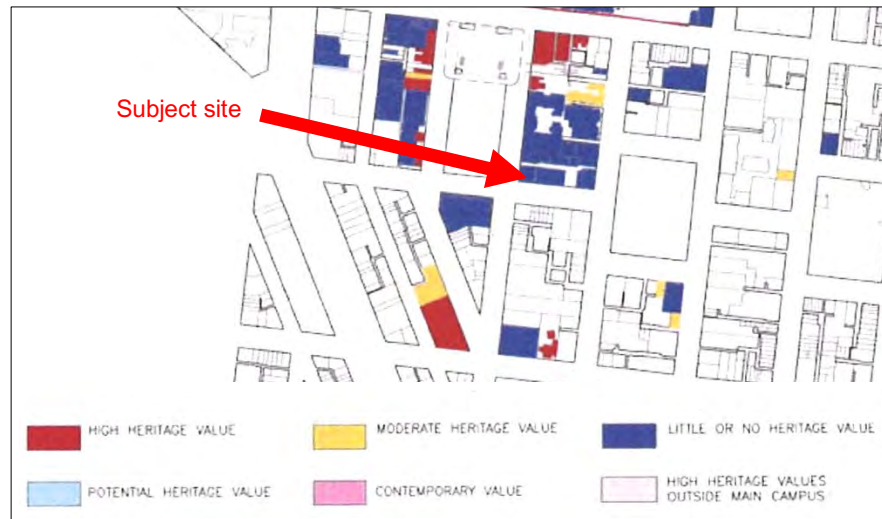 Subject site
HIGH HERITAGE VALUE
MODERATE HERITAGE VALUE
LITTLE OR NO HERITAGE VALUE
POTENTIAL HERITAGE VALUE
CONTEMPORARY VALUE
HIGH HERITAGE VALUES
OUTSIDE MAIN CAMPUS